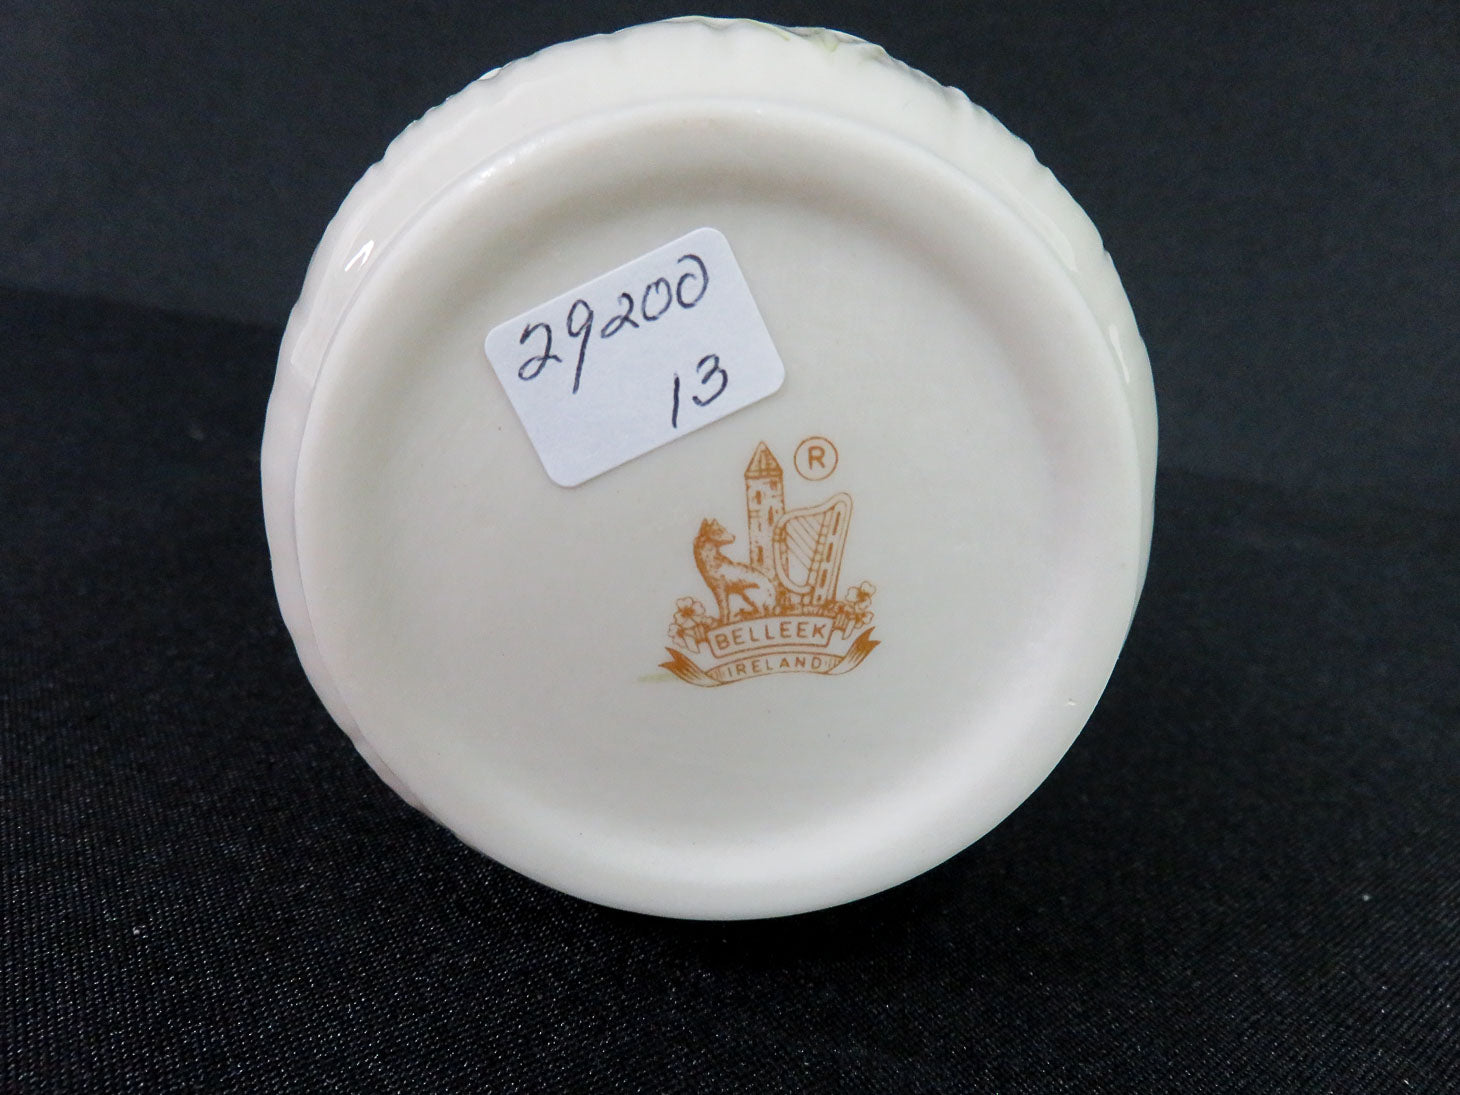 29200
13
®
BELLEEK
IRELAND